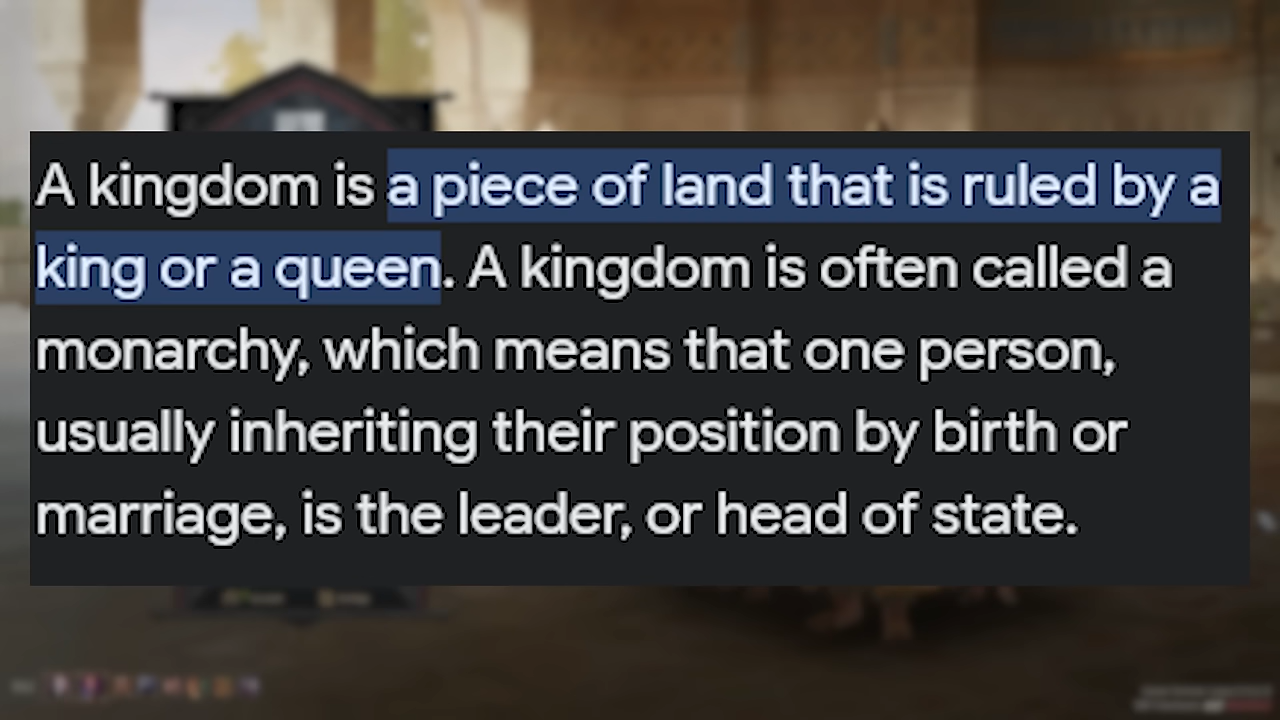 A kingdom is a piece of land that is ruled by a
king or a queen. A kingdom is often called a
monarchy, which means that one person,
usually inheriting their position by birth or
marriage, is the leader, or head of state.